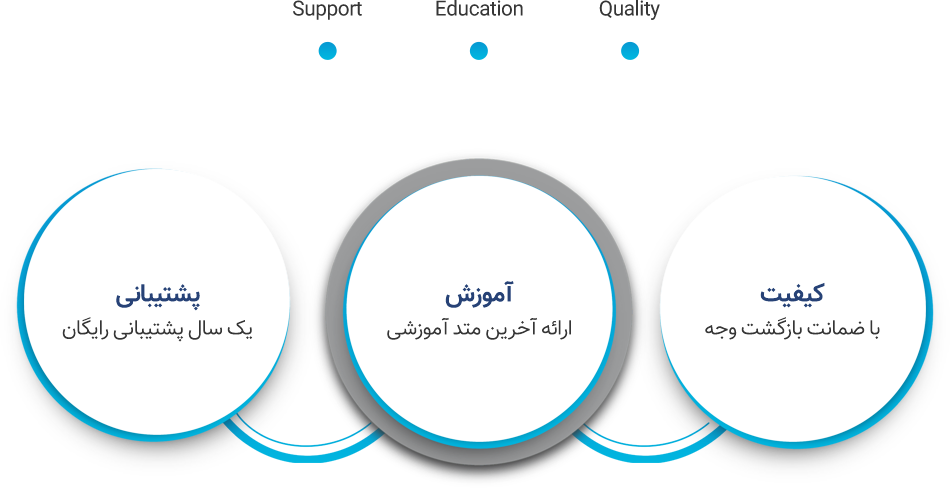 Support
Education
Quality
کیفیت
با ضمانت بازگشت وجه
آموزش
ارائه آخرین متد آموزشی
پشتیبانی
یک سال پشتیبانی رایگان